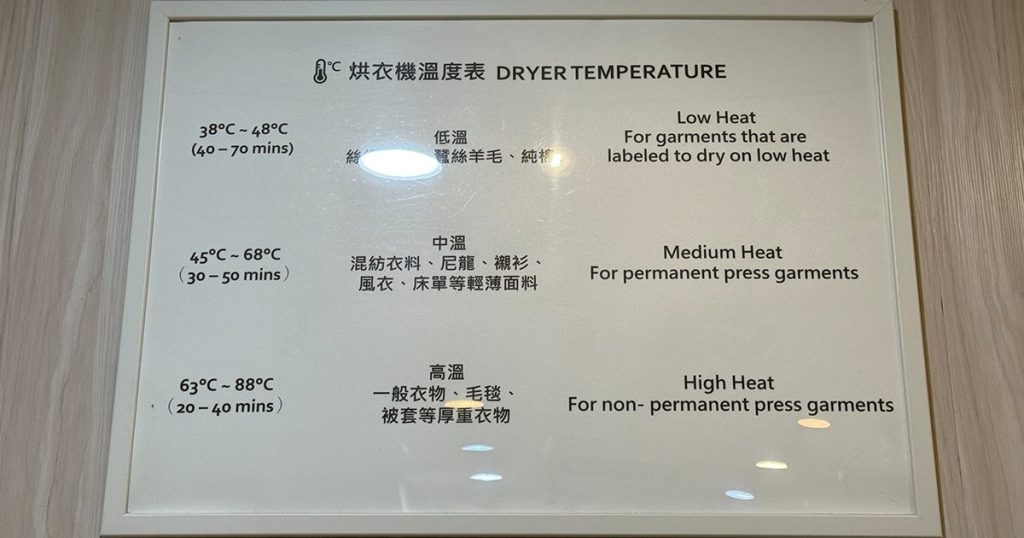 °C 烘衣機溫度表 DRYER TEMPERATURE
38°C ~ 48°C
(40 – 70 mins)
低溫
絲 蠶絲羊毛、純棉
Low Heat
For garments that are
labeled to dry on low heat
45°C ~ 68°C
(30 – 50 mins)
中溫
混紡衣料、尼龍、襯衫、
風衣、床單等輕薄面料
Medium Heat
For permanent press garments
63°C ~ 88°C
(20 – 40 mins)
高溫
一般衣物、毛毯、
被套等厚重衣物
High Heat
For non- permanent press garments